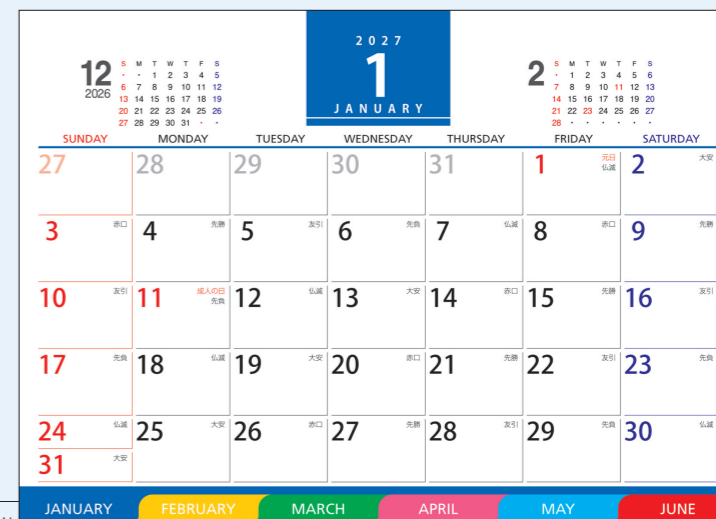 2027
1
JANUARY
12
2026
S M T W T F S
・ ・ 1 2 3 4 5
6 7 8 9 10 11 12
13 14 15 16 17 18 19
20 21 22 23 24 25 26
27 28 29 30 31 ・ ・
2
S M T W T F S
・ 1 2 3 4 5 6
7 8 9 10 11 12 13
14 15 16 17 18 19 20
21 22 23 24 25 26 27
28 ・ ・ ・ ・ ・ ・
SUNDAY MONDAY TUESDAY WEDNESDAY THURSDAY FRIDAY SATURDAY
27 28 29 30 31 1 元日 仏滅 2 大安
3 赤口 4 先勝 5 友引 6 先負 7 仏滅 8 赤口 9 先勝
10 友引 11 成人の日 先負 12 仏滅 13 大安 14 赤口 15 先勝 16 友引
17 先負 18 仏滅 19 大安 20 赤口 21 先勝 22 友引 23 先負
24 仏滅 25 大安 26 赤口 27 先勝 28 友引 29 先負 30 仏滅
31 大安
JANUARY FEBRUARY MARCH APRIL MAY JUNE